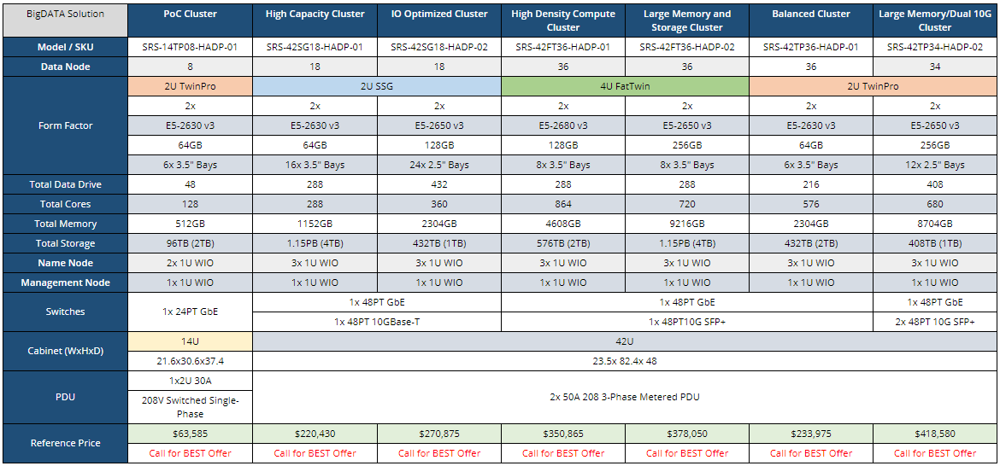 BigDATA Solution PoC Cluster High Capacity Cluster IO Optimized Cluster High Density Compute Cluster Large Memory and Storage Cluster Balanced Cluster Large Memory/Dual 10G Cluster
Model / SKU SRS-14TP08-HADP-01 SRS-42SG18-HADP-01 SRS-42SG18-HADP-02 SRS-42FT36-HADP-01 SRS-42FT36-HADP-02 SRS-42TP36-HADP-01 SRS-42TP34-HADP-02
Data Node 8 18 18 36 36 36 34
Form Factor 2U TwinPro 2U SSG 4U FatTwin 2U TwinPro
2x 2x 2x 2x 2x 2x 2x
E5-2630 v3 E5-2630 v3 E5-2650 v3 E5-2680 v3 E5-2650 v3 E5-2630 v3 E5-2650 v3
64GB 64GB 128GB 128GB 256GB 64GB 256GB
6x 3.5" Bays 16x 3.5" Bays 24x 2.5" Bays 8x 3.5" Bays 8x 3.5" Bays 6x 3.5" Bays 12x 2.5" Bays
Total Data Drive 48 288 432 288 288 216 408
Total Cores 128 288 360 864 720 576 680
Total Memory 512GB 1152GB 2304GB 4608GB 9216GB 2304GB 8704GB
Total Storage 96TB (2TB) 1.15PB (4TB) 432TB (1TB) 576TB (2TB) 1.15PB (4TB) 432TB (2TB) 408TB (1TB)
Name Node 2x 1U WIO 3x 1U WIO 3x 1U WIO 3x 1U WIO 3x 1U WIO 3x 1U WIO 3x 1U WIO
Management Node 1x 1U WIO 1x 1U WIO 1x 1U WIO 1x 1U WIO 1x 1U WIO 1x 1U WIO 1x 1U WIO
Switches 1x 24PT GbE 1x 48PT GbE 1x 48PT GbE 1x 48PT GbE
1x 48PT 10GBase-T 1x 48PT10G SFP+ 2x 48PT 10G SFP+
Cabinet (WxHxD) 14U 42U
21.6x30.6x37.4 23.5x 82.4x 48
PDU 1x2U 30A 2x 50A 208 3-Phase Metered PDU
208V Switched Single-
Phase
Reference Price $63,585 $220,430 $270,875 $350,865 $378,050 $233,975 $418,580
Call for BEST Offer Call for BEST Offer Call for BEST Offer Call for BEST Offer Call for BEST Offer Call for BEST Offer Call for BEST Offer